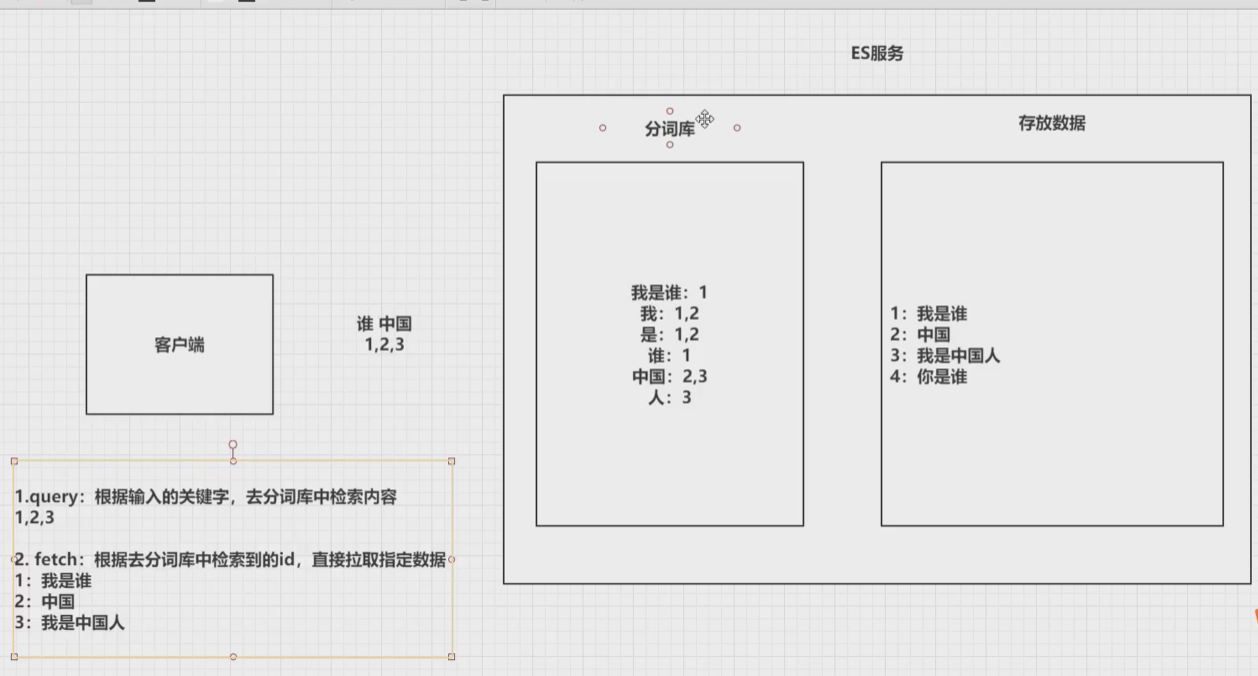 ES服务
分词库
存放数据
我是谁：1
我：1,2
是：1,2
谁：1
中国：2,3
人：3
1：我是谁
2：中国
3：我是中国人
4：你是谁
客户端
谁 中国
1,2,3
1.query：根据输入的关键字，去分词库中检索内容
1,2,3
2. fetch：根据去分词库中检索到的id，直接拉取指定数据
1：我是谁
2：中国
3：我是中国人